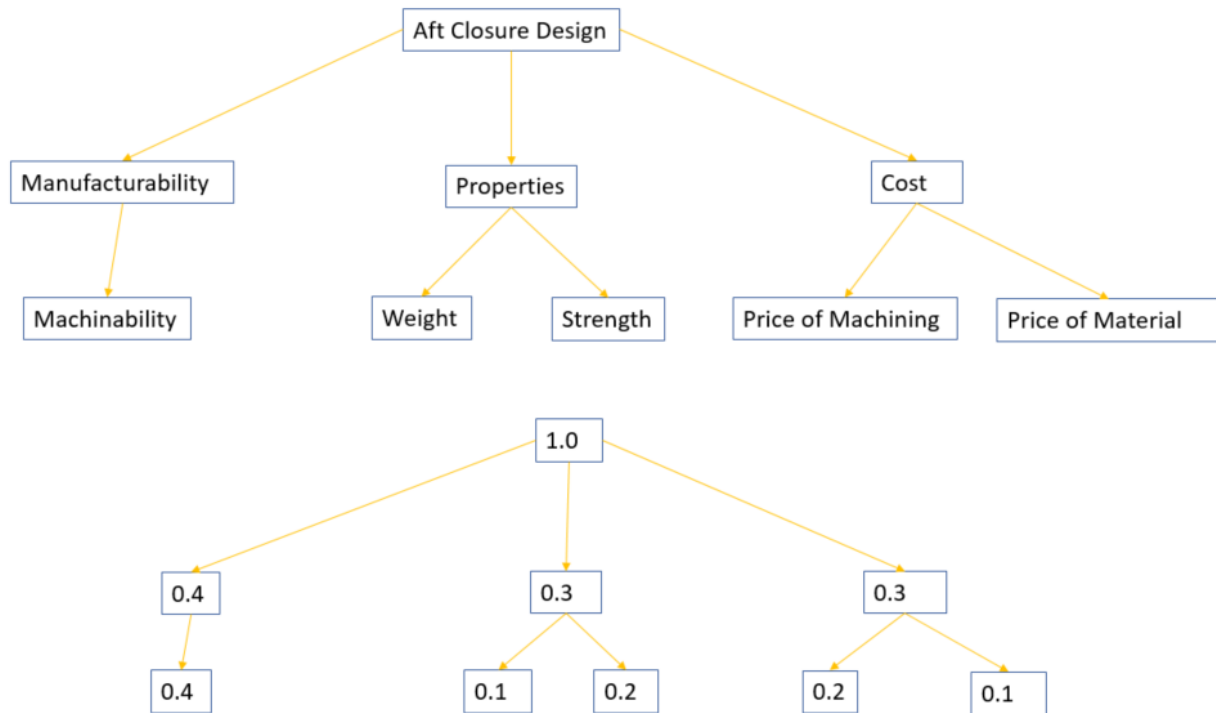 Aft Closure Design
Manufacturability
Properties
Cost
Machinability
Weight
Strength
Price of Machining
Price of Material
1.0
0.4
0.3
0.3
0.4
0.1
0.2
0.2
0.1